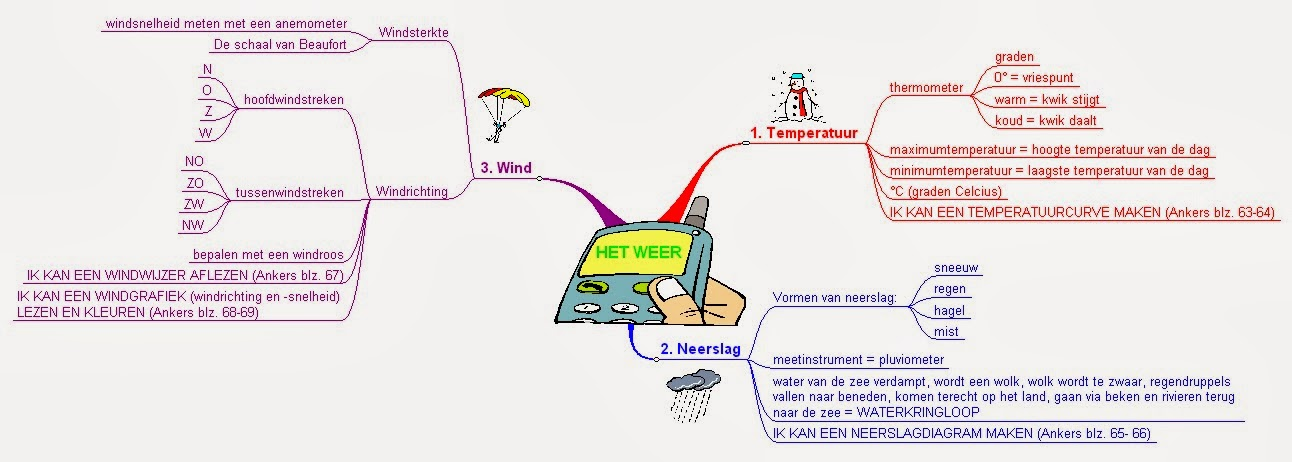 HET WEER
1. Temperatuur
thermometer
graden
0° = vriespunt
warm = kwik stijgt
koud = kwik daalt
maximumtemperatuur = hoogte temperatuur van de dag
minimumtemperatuur = laagste temperatuur van de dag
°C (graden Celcius)
IK KAN EEN TEMPERATUURCURVE MAKEN (Ankers blz. 63-64)
2. Neerslag
Vormen van neerslag:
sneeuw
regen
hagel
mist
meetinstrument = pluviometer
water van de zee verdampt, wordt een wolk, wolk wordt te zwaar, regendruppels
vallen naar beneden, komen terecht op het land, gaan via beken en rivieren terug
naar de zee = WATERKRINGLOOP
IK KAN EEN NEERSLAGDIAGRAM MAKEN (Ankers blz. 65- 66)
3. Wind
Windsterkte
windsnelheid meten met een anemometer
De schaal van Beaufort
Windrichting
hoofdwindstreken
N
O
Z
W
tussenwindstreken
NO
ZO
ZW
NW
bepalen met een windroos
IK KAN EEN WINDWIJZER AFLEZEN (Ankers blz. 67)
IK KAN EEN WINDGRAFIEK (windrichting en -snelheid)
LEZEN EN KLEUREN (Ankers blz. 68-69)
1 2